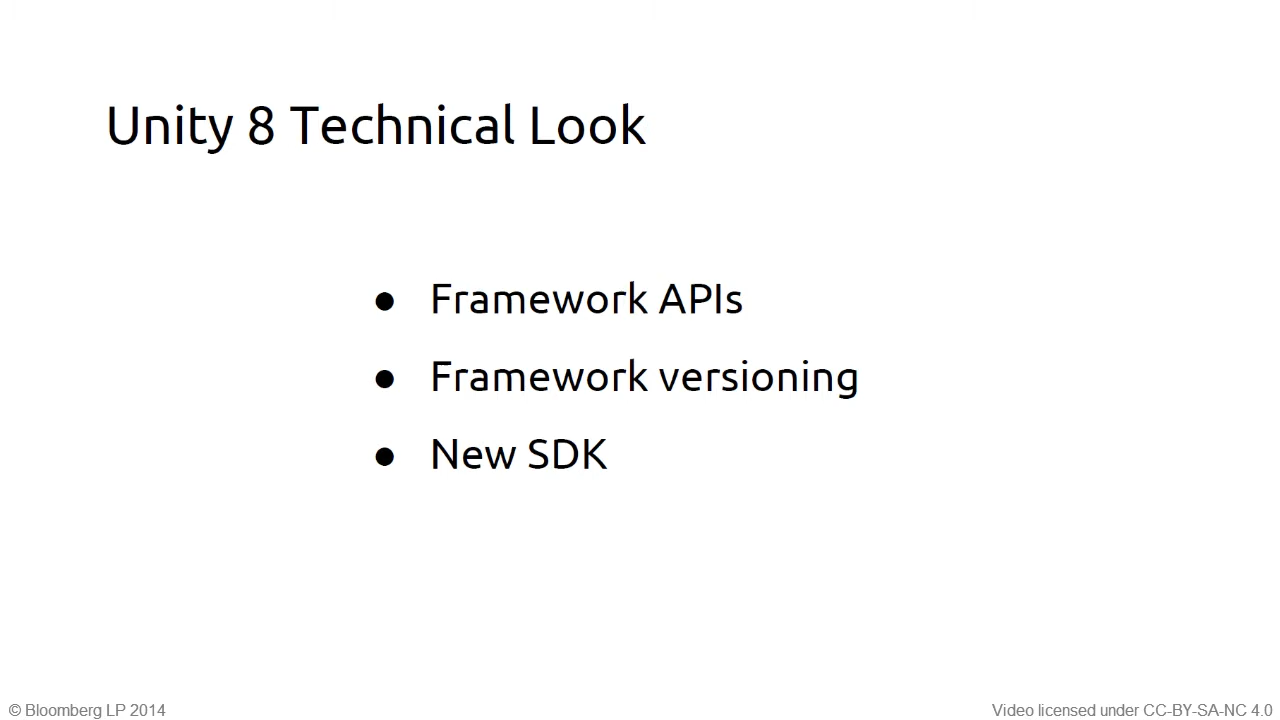 Unity 8 Technical Look
● Framework APIs
● Framework versioning
● New SDK
© Bloomberg LP 2014
Video licensed under CC-BY-SA-NC 4.0